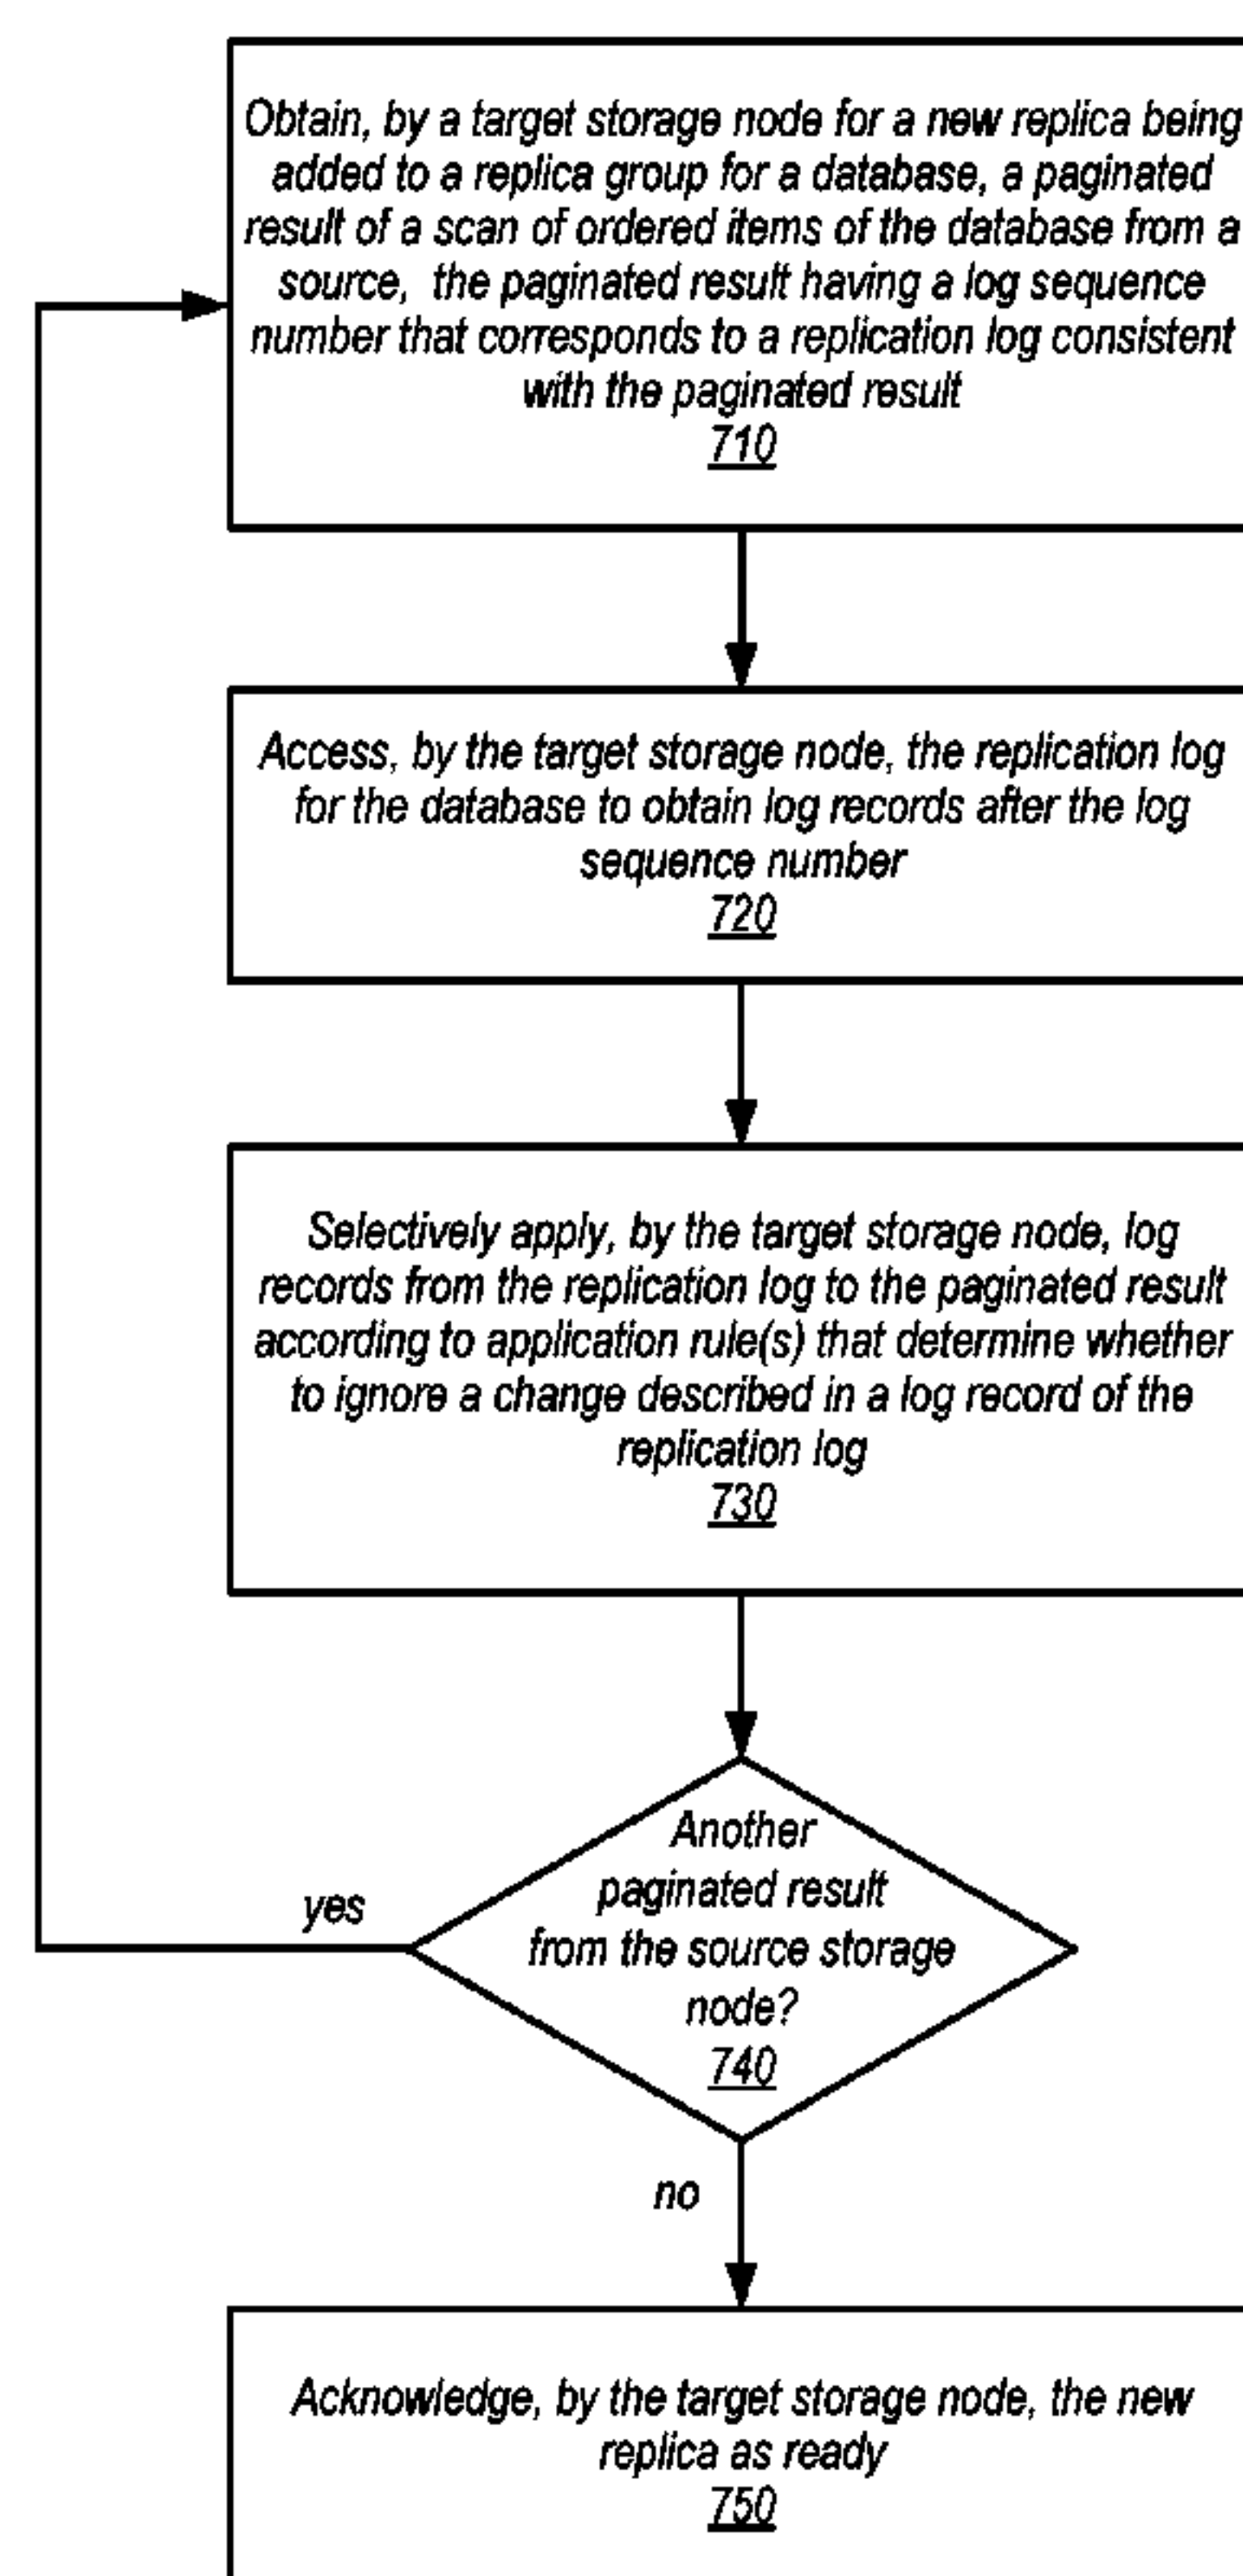 Obtain, by a target storage node for a new replica being
added to a replica group for a database, a paginated
result of a scan of ordered items of the database from a
source, the paginated result having a log sequence
number that corresponds to a replication log consistent
with the paginated result
710
Access, by the target storage node, the replication log
for the database to obtain log records after the log
sequence number
720
Selectively apply, by the target storage node, log
records from the replication log to the paginated result
according to application rule(s) that determine whether
to ignore a change described in a log record of the
replication log
730
Another
paginated result
from the source storage
node?
740
yes
no
Acknowledge, by the target storage node, the new
replica as ready
750